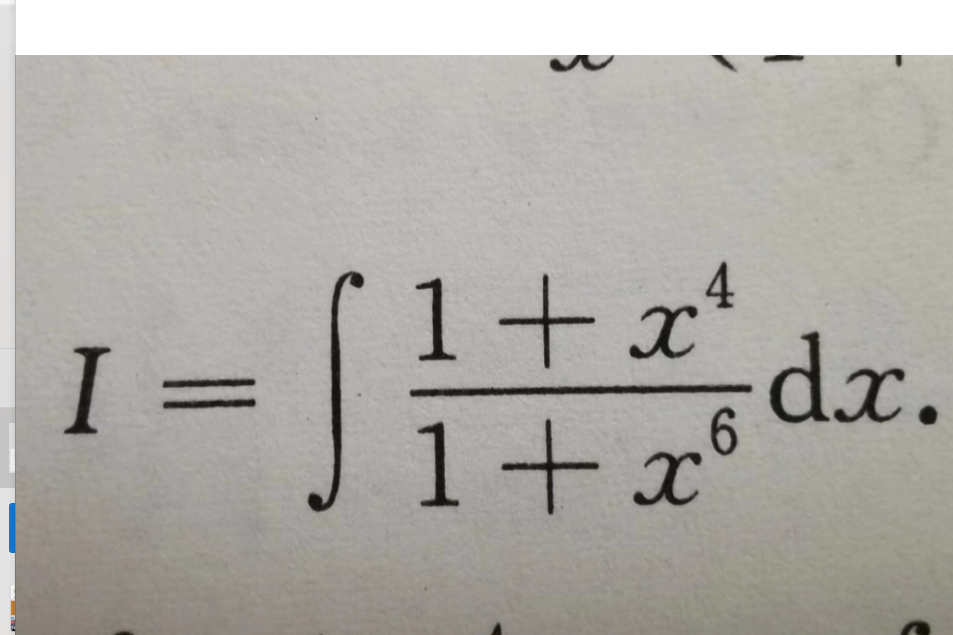 I = ∫ (1 + x⁴)/(1 + x⁶) dx.